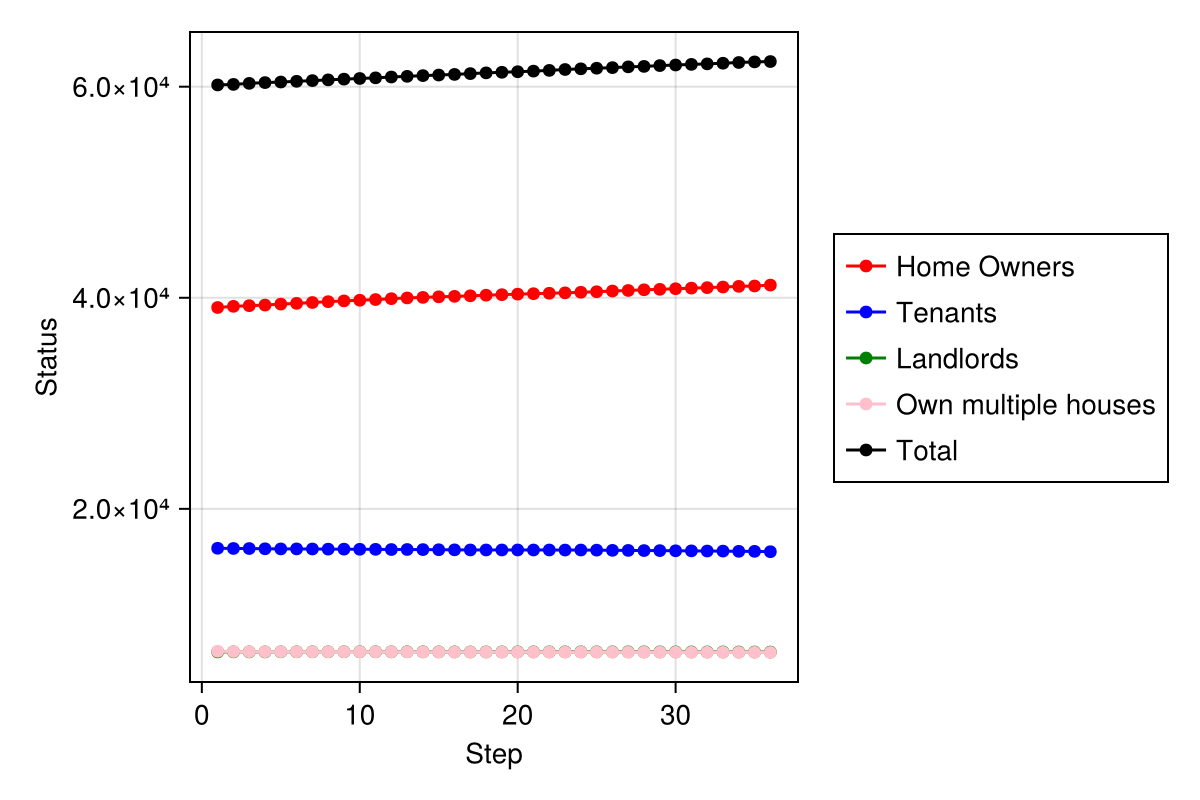 6.0×10⁴
4.0×10⁴
2.0×10⁴
Status
0 10 20 30
Step
Home Owners
Tenants
Landlords
Own multiple houses
Total